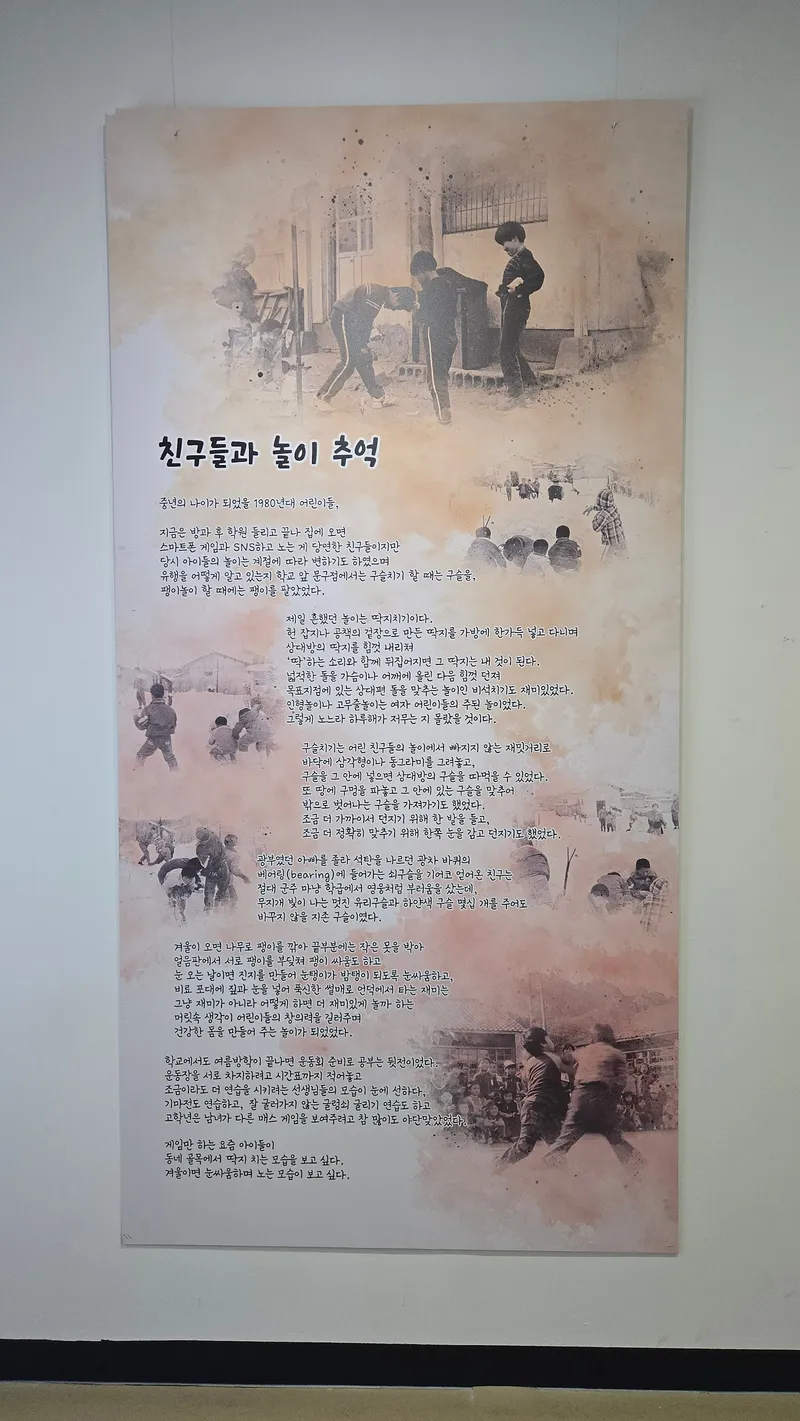 친구들과 놀이 추억
중년의 나이가 되었을 1980년대 어린이들,
지금은 방과 후 학원 들리고 끝나 집에 오면
스마트폰 게임과 SNS하고 노는 게 당연한 친구들이지만
당시 아이들의 놀이는 계절에 따라 변하기도 하였으며
유행을 어떻게 알고 있는지 학교 앞 문구점에서는 구슬치기 할 때는 구슬을,
팽이놀이 할 때에는 팽이를 팔았었다.
제일 흔했던 놀이는 딱지치기이다.
헌 잡지나 공책의 겉장으로 만든 딱지를 가방에 한가득 넣고 다니며
상대방의 딱지를 힘껏 내리쳐
'딱'하는 소리와 함께 뒤집어지면 그 딱지는 내 것이 된다.
넓적한 돌을 가슴이나 어깨에 올린 다음 힘껏 던져
목표지점에 있는 상대편 돌을 맞추는 놀이인 비석치기도 재미있었다.
인형놀이나 고무줄놀이는 여자 어린이들의 주된 놀이였다.
그렇게 노느라 하루해가 저무는 지 몰랐을 것이다.
구슬치기는 어린 친구들의 놀이에서 빠지지 않는 재밋거리로
바닥에 삼각형이나 동그라미를 그려놓고,
구슬을 그 안에 넣으면 상대방의 구슬을 따먹을 수 있었다.
또 땅에 구멍을 파놓고 그 안에 있는 구슬을 맞추어
밖으로 벗어나는 구슬을 가져가기도 했었다.
조금 더 가까이서 던지기 위해 한 발을 들고,
조금 더 정확히 맞추기 위해 한쪽 눈을 감고 던지기도 했었다.
광부였던 아빠를 졸라 석탄을 나르던 광차 바퀴의
베어링(bearing)에 들어가는 쇠구슬을 기어코 얻어온 친구는
절대 군주 마냥 학급에서 영웅처럼 부러움을 샀는데,
무지개 빛이 나는 멋진 유리구슬과 하얀색 구슬 몇십 개를 주어도
바꾸지 않을 지존 구슬이였다.
겨울이 오면 나무로 팽이를 깎아 끝부분에는 작은 못을 박아
얼음판에서 서로 팽이를 부딪쳐 팽이 싸움도 하고
눈 오는 날이면 진지를 만들어 눈탱이가 밤탱이 되도록 눈싸움하고,
비료 포대에 짚과 눈을 넣어 푹신한 썰매로 언덕에서 타는 재미는
그냥 재미가 아니라 어떻게 하면 더 재미있게 놀까 하는
머릿속 생각이 어린이들의 창의력을 길러주며
건강한 몸을 만들어 주는 놀이가 되었었다.
학교에서도 여름방학이 끝나면 운동회 준비로 공부는 뒷전이었다.
운동장을 서로 차지하려고 시간표까지 적어놓고
조금이라도 더 연습을 시키려는 선생님들의 모습이 눈에 선하다,
기마전도 연습하고, 잘 굴러가지 않는 굴렁쇠 굴리기 연습도 하고
고학년은 남녀가 다른 매스 게임을 보여주려고 참 많이도 야단맞았었다.
게임만 하는 요즘 아이들이
동네 골목에서 딱지 치는 모습을 보고 싶다.
겨울이면 눈싸움하며 노는 모습이 보고 싶다.